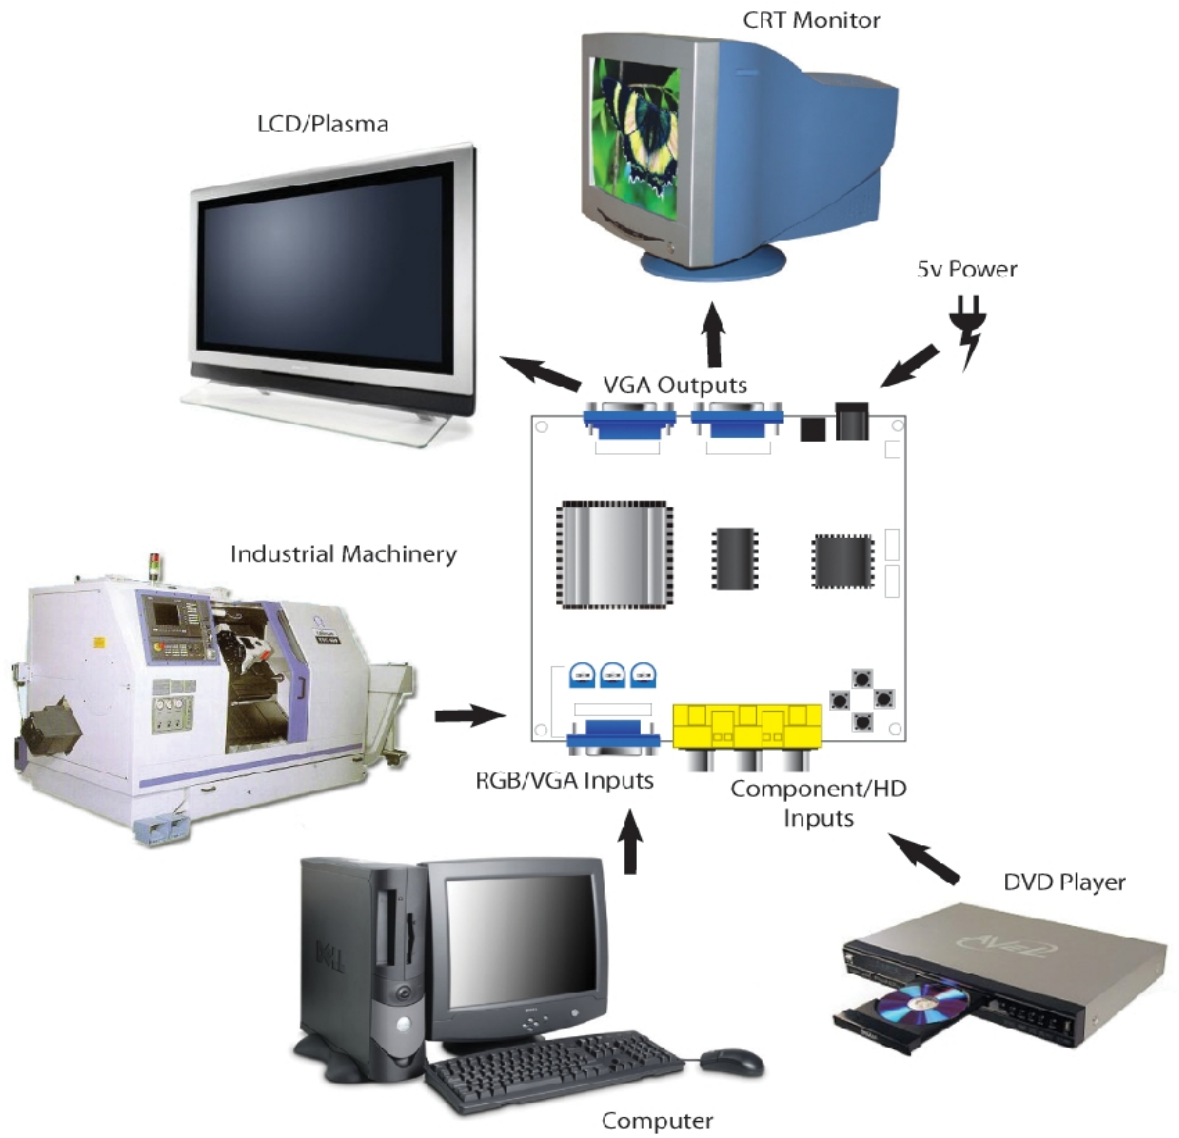 CRT Monitor
LCD/Plasma
5v Power
VGA Outputs
Industrial Machinery
RGB/VGA Inputs
Component/HD
Inputs
DVD Player
DELL
Computer